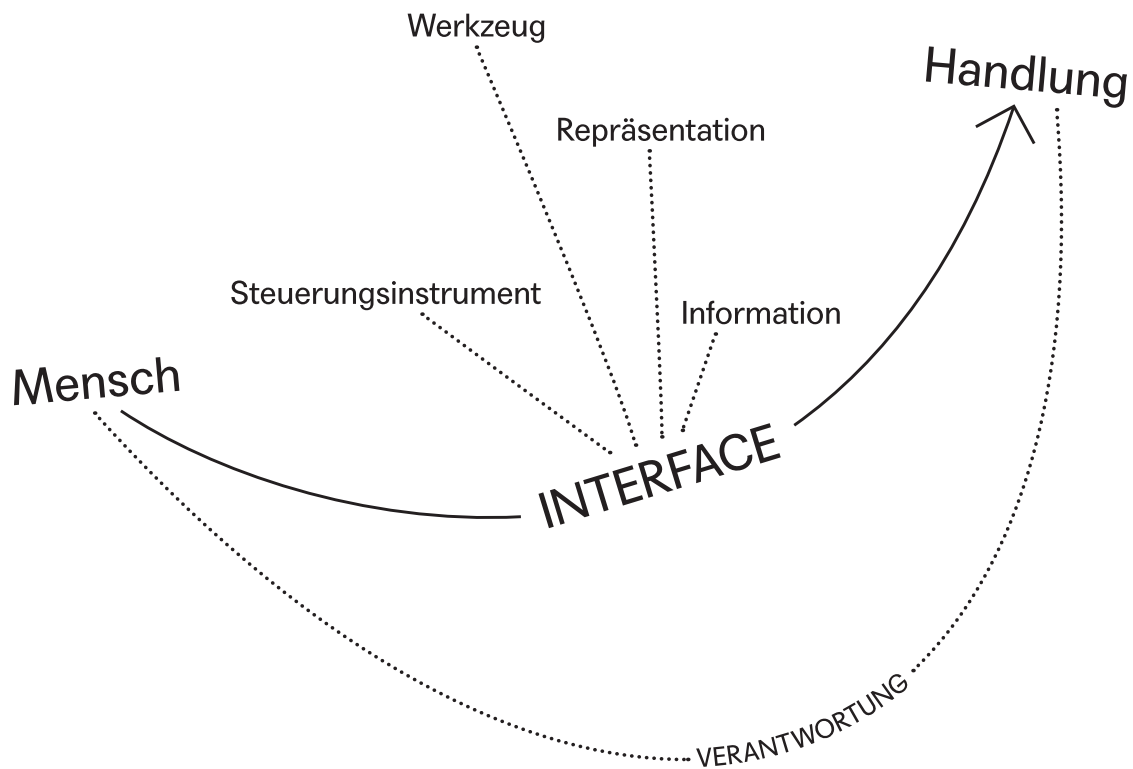 Werkzeug
Handlung
Repräsentation
Steuerungsinstrument
Information
Mensch
INTERFACE
VERANTWORTUNG